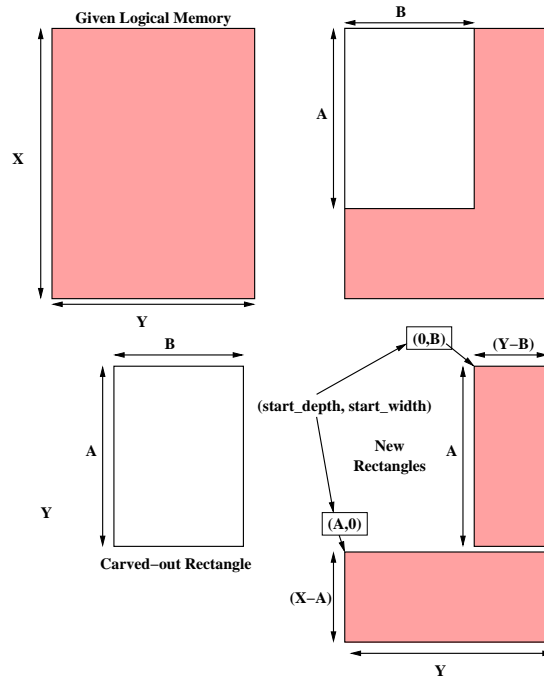 Given Logical Memory
B
A
X
Y
B
(0,B)
(Y−B)
(start_depth, start_width)
A
New
Rectangles
A
Y
(A,0)
Carved−out Rectangle
(X−A)
Y